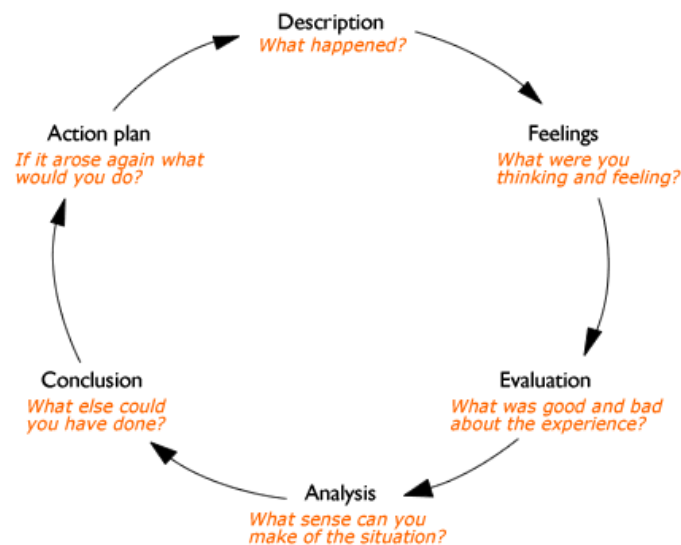 Description
What happened?
Feelings
What were you
thinking and feeling?
Evaluation
What was good and bad
about the experience?
Analysis
What sense can you
make of the situation?
Conclusion
What else could
you have done?
Action plan
If it arose again what
would you do?